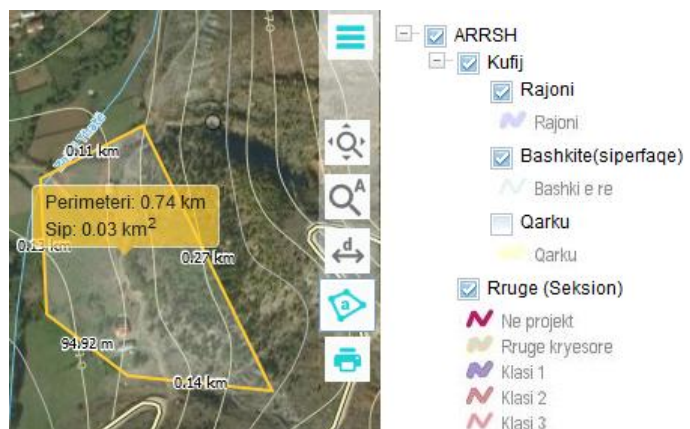 0.11 km
Perimeteri: 0.74 km
Sip: 0.03 km²
0.13 km
0.27 km
94.92 m
0.14 km
A
d
a
ARRSH
Kufij
Rajoni
Rajoni
Bashkite(siperfaqe)
Bashki e re
Qarku
Qarku
Rruge (Seksion)
Ne projekt
Rruge kryesore
Klasi 1
Klasi 2
Klasi 3